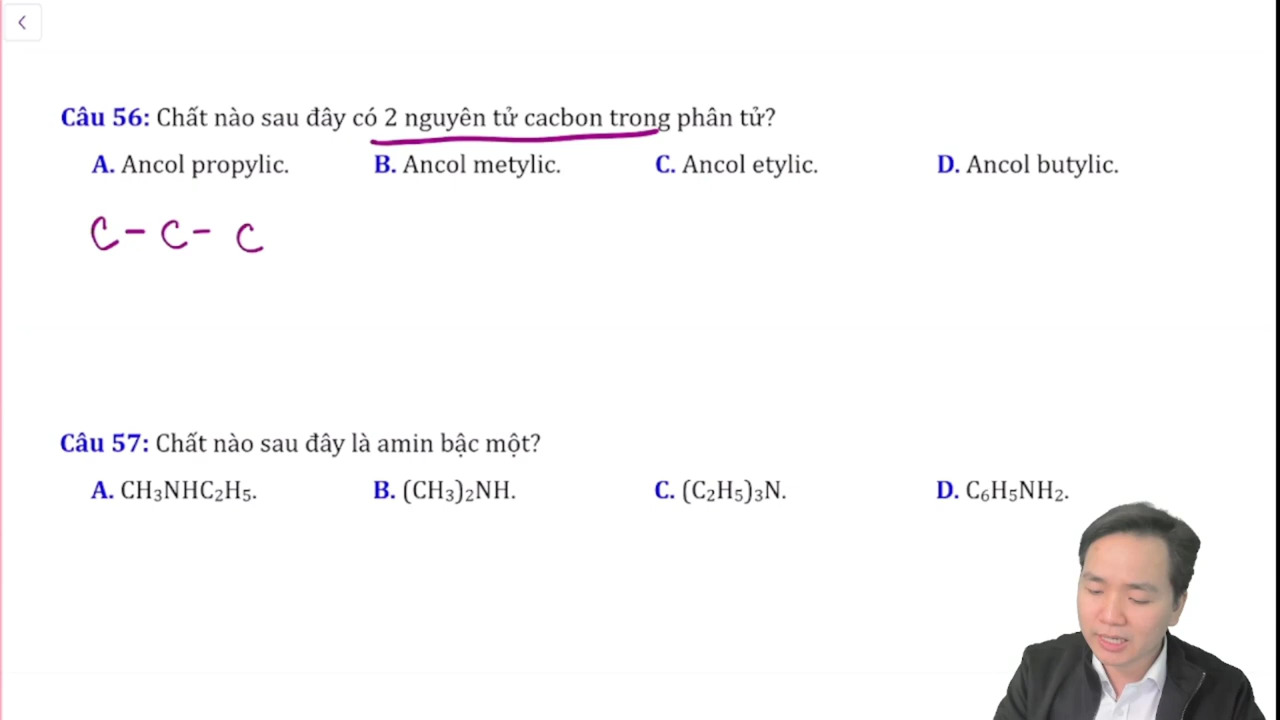 Câu 56: Chất nào sau đây có 2 nguyên tử cacbon trong phân tử?
A. Ancol propylic. B. Ancol metylic. C. Ancol etylic. D. Ancol butylic.
C - C - C
Câu 57: Chất nào sau đây là amin bậc một?
A. CH₃NHC₂H₅. B. (CH₃)₂NH. C. (C₂H₅)₃N. D. C₆H₅NH₂.